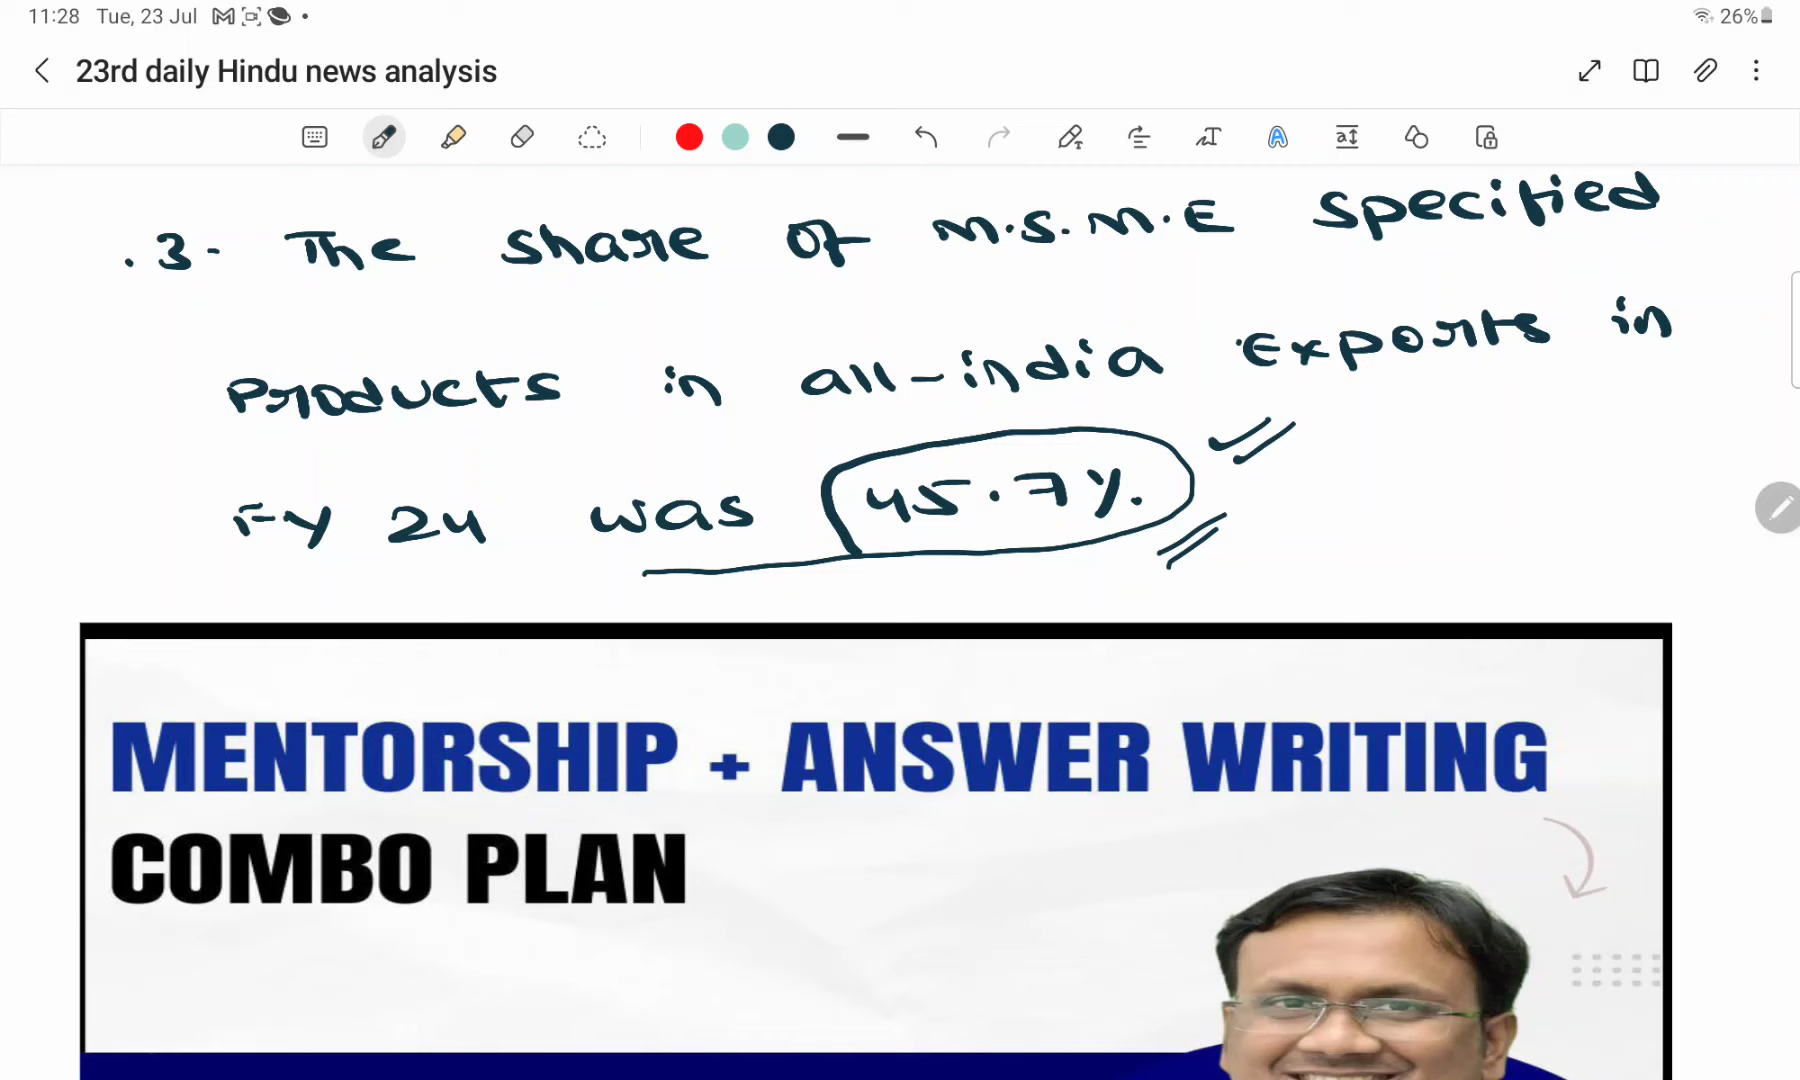 11:28 Tue, 23 Jul 26%
23rd daily Hindu news analysis
.3- The share of M.S.M.E specified
Products in all-india Exports in
FY 24 was 45.7%.
MENTORSHIP + ANSWER WRITING
COMBO PLAN